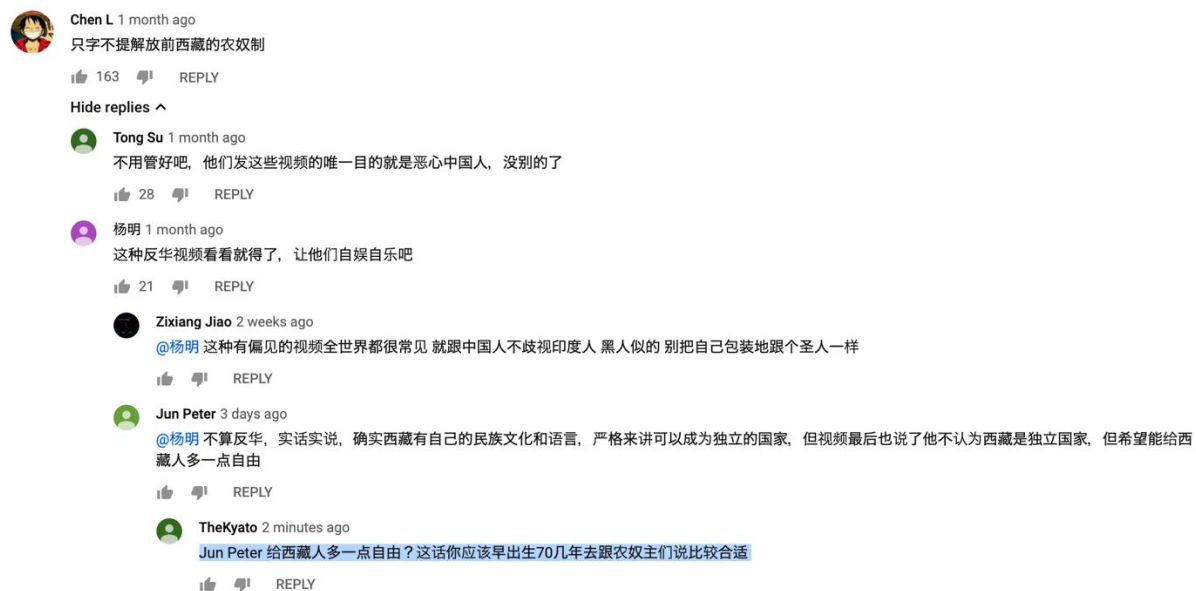 Chen L 1 month ago
只字不提解放前西藏的农奴制
163 REPLY
Hide replies
Tong Su 1 month ago
不用管好吧，他们发这些视频的唯一目的就是恶心中国人，没别的了
28 REPLY
杨明 1 month ago
这种反华视频看看就得了，让他们自娱自乐吧
21 REPLY
Zixiang Jiao 2 weeks ago
@杨明 这种有偏见的视频全世界都很常见 就跟中国人不歧视印度人 黑人似的 别把自己包装地跟个圣人一样
REPLY
Jun Peter 3 days ago
@杨明 不算反华，实话实说，确实西藏有自己的民族文化和语言，严格来讲可以成为独立的国家，但视频最后也说了他不认为西藏是独立国家，但希望能给西
藏人多一点自由
REPLY
TheKyato 2 minutes ago
Jun Peter 给西藏人多一点自由？这话你应该早出生70几年去跟农奴主们说比较合适
REPLY